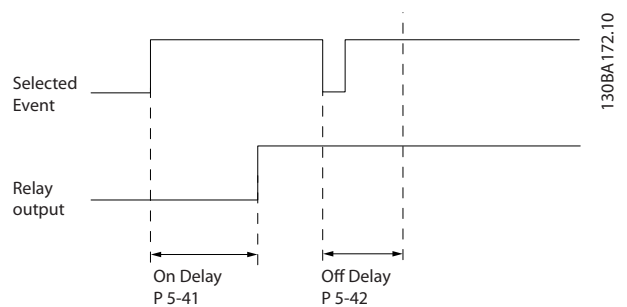 130BA172.10
Selected
Event
Relay
output
On Delay
P 5-41
Off Delay
P 5-42